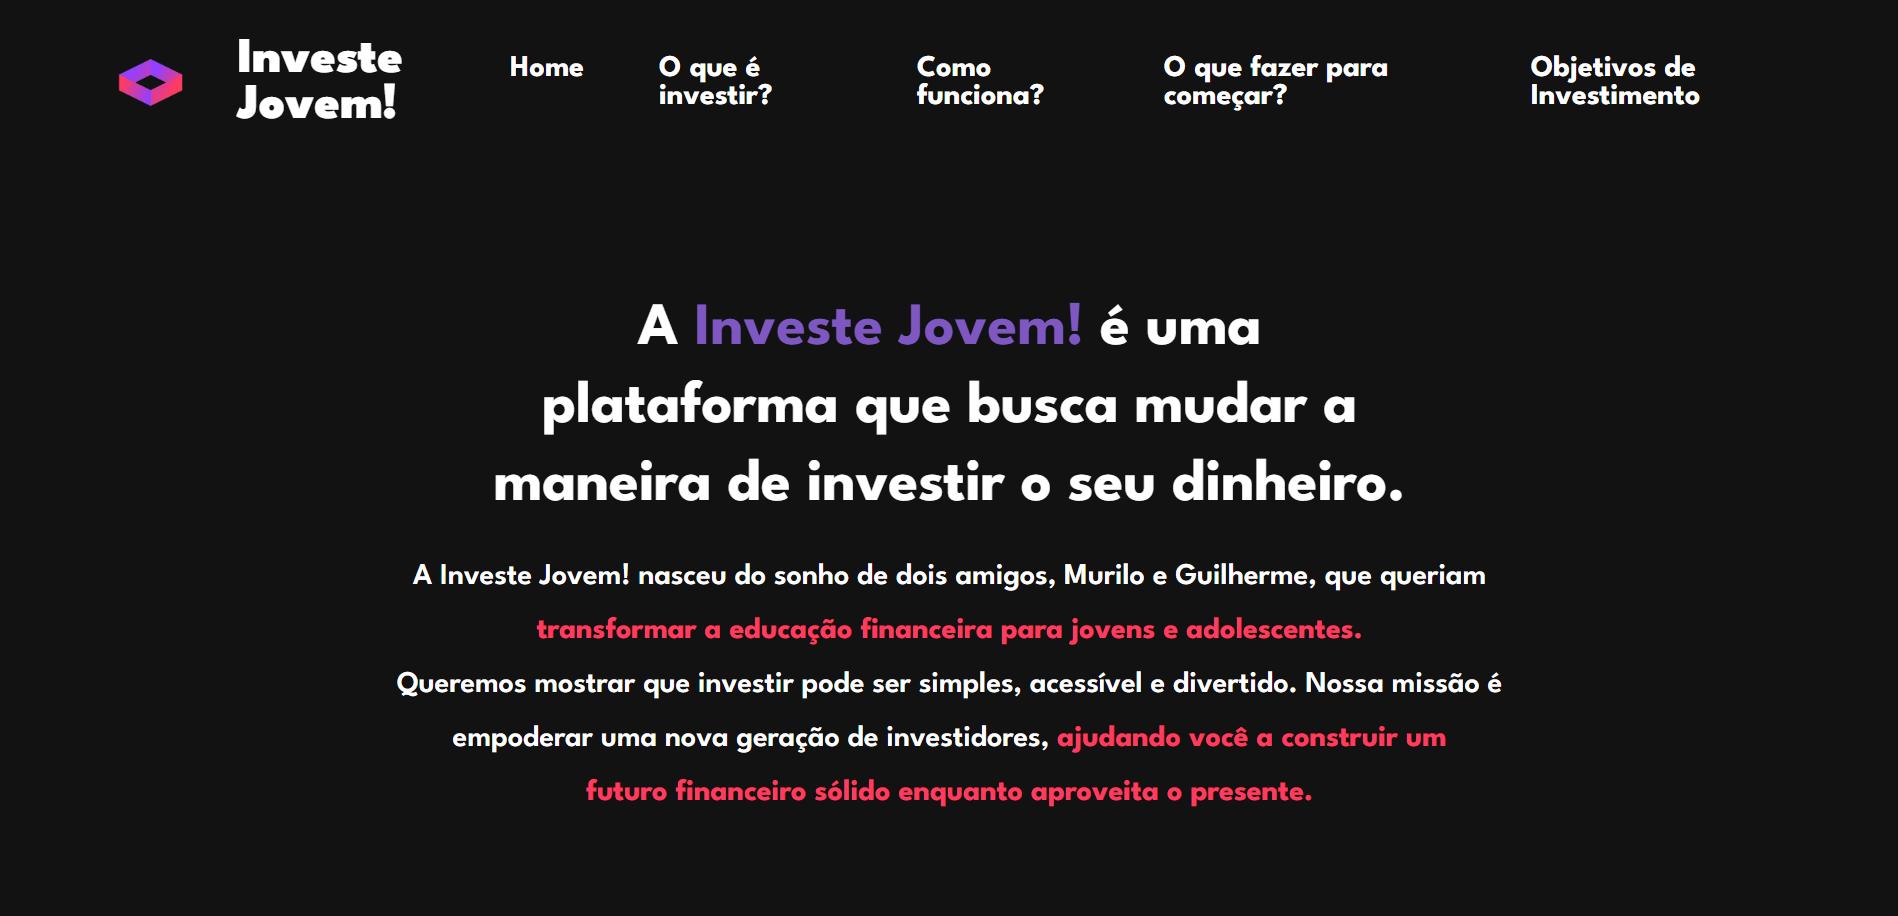 Investe
Jovem!
Home
O que é
investir?
Como
funciona?
O que fazer para
começar?
Objetivos de
Investimento
A Investe Jovem! é uma
plataforma que busca mudar a
maneira de investir o seu dinheiro.
A Investe Jovem! nasceu do sonho de dois amigos, Murilo e Guilherme, que queriam
transformar a educação financeira para jovens e adolescentes.
Queremos mostrar que investir pode ser simples, acessível e divertido. Nossa missão é
empoderar uma nova geração de investidores, ajudando você a construir um
futuro financeiro sólido enquanto aproveita o presente.